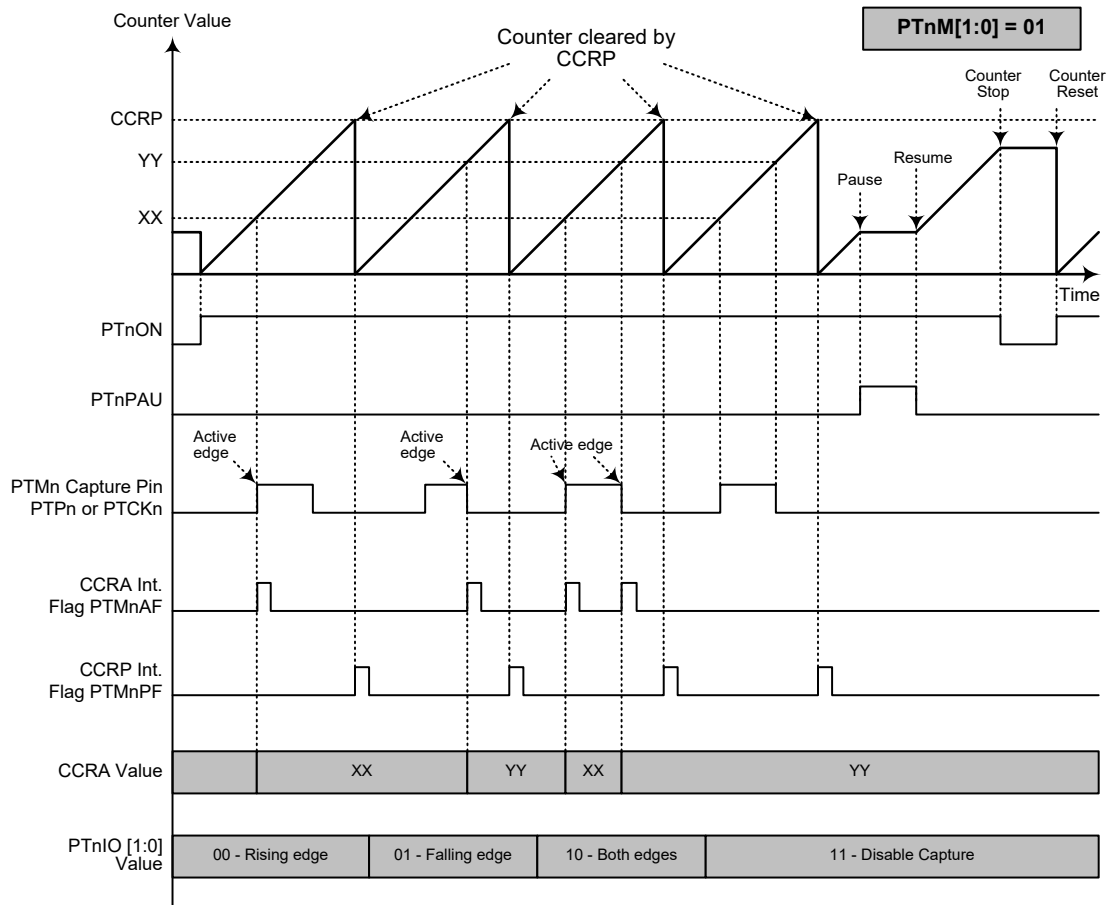 Counter Value
PTnM[1:0] = 01
Counter cleared by
CCRP
Counter
Stop
Counter
Reset
CCRP
YY
XX
Pause
Resume
Time
PTnON
PTnPAU
Active
edge
Active
edge
Active edge
PTMn Capture Pin
PTPn or PTCKn
CCRA Int.
Flag PTMnAF
CCRP Int.
Flag PTMnPF
CCRA Value
XX
YY
XX
YY
PTnIO [1:0]
Value
00 - Rising edge
01 - Falling edge
10 - Both edges
11 - Disable Capture